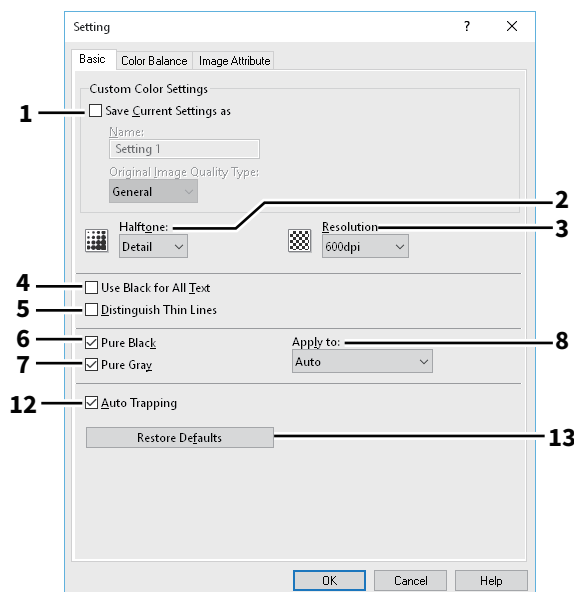 Setting ? ×
Basic Color Balance Image Attribute
Custom Color Settings
1 Save Current Settings as
Name:
Setting 1
Original Image Quality Type:
General
2
Halftone: Resolution 3
Detail 600dpi
4 Use Black for All Text
5 Distinguish Thin Lines
6 Pure Black Apply to: 8
7 Pure Gray Auto
12 Auto Trapping
Restore Defaults 13
OK Cancel Help